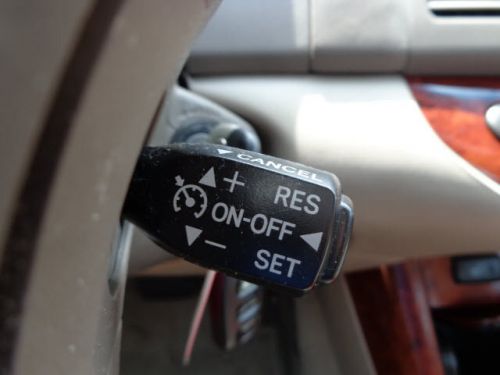 CANCEL
+ RES
ON-OFF
- SET